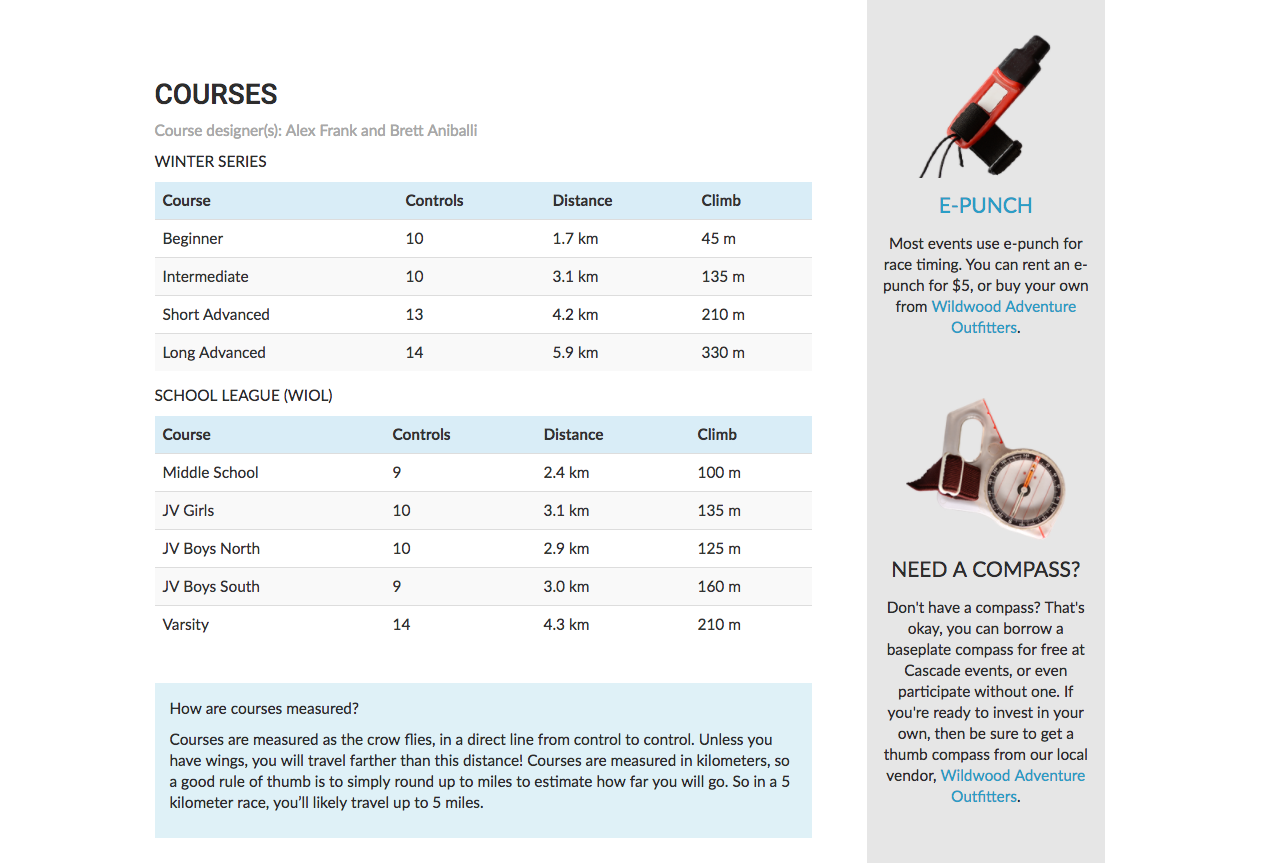 COURSES
Course designer(s): Alex Frank and Brett Aniballi
WINTER SERIES
Course Controls Distance Climb
Beginner 10 1.7 km 45 m
Intermediate 10 3.1 km 135 m
Short Advanced 13 4.2 km 210 m
Long Advanced 14 5.9 km 330 m
SCHOOL LEAGUE (WIOL)
Course Controls Distance Climb
Middle School 9 2.4 km 100 m
JV Girls 10 3.1 km 135 m
JV Boys North 10 2.9 km 125 m
JV Boys South 9 3.0 km 160 m
Varsity 14 4.3 km 210 m
How are courses measured?
Courses are measured as the crow flies, in a direct line from control to control. Unless you
have wings, you will travel farther than this distance! Courses are measured in kilometers, so
a good rule of thumb is to simply round up to miles to estimate how far you will go. So in a 5
kilometer race, you’ll likely travel up to 5 miles.
E-PUNCH
Most events use e-punch for
race timing. You can rent an e-
punch for $5, or buy your own
from Wildwood Adventure
Outfitters.
NEED A COMPASS?
Don't have a compass? That's
okay, you can borrow a
baseplate compass for free at
Cascade events, or even
participate without one. If
you're ready to invest in your
own, then be sure to get a
thumb compass from our local
vendor, Wildwood Adventure
Outfitters.